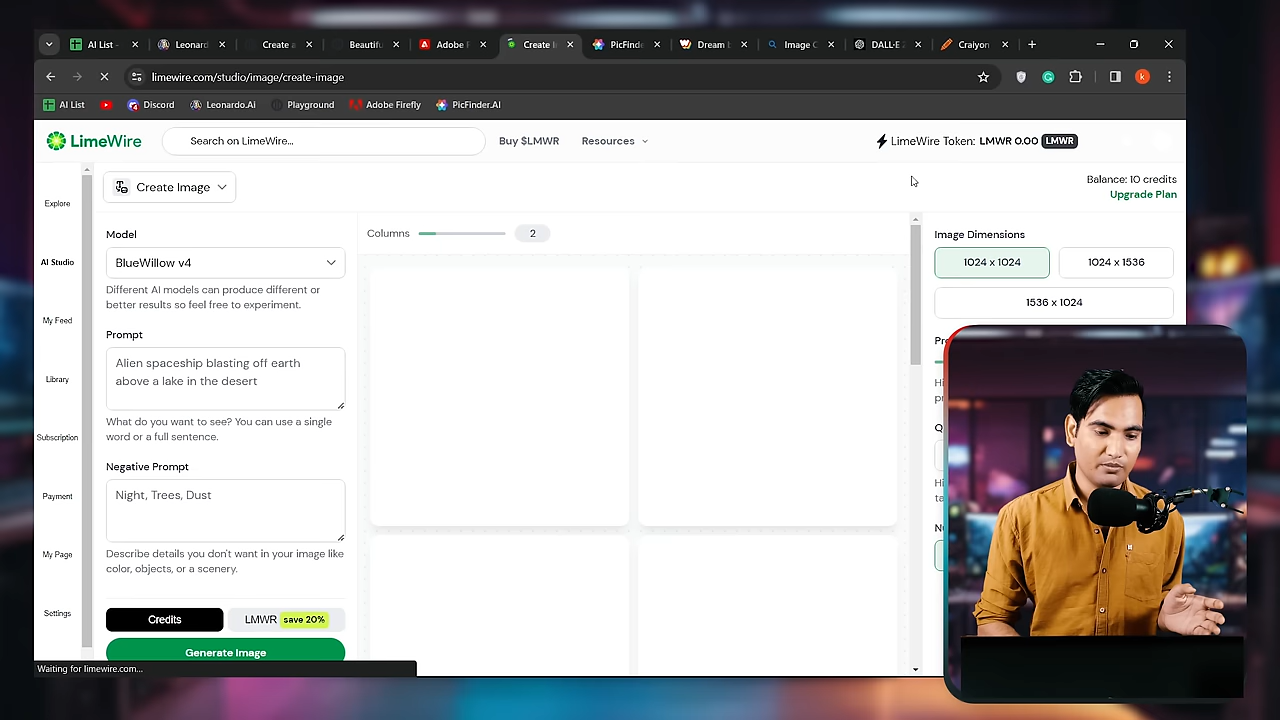 AI List -
Leonard
Create a
Beautifu
Adobe F
Create I
PicFinde
Dream L
Image C
DALL·E
Craiyon
limewire.com/studio/image/create-image
AI List
Discord
Leonardo.Ai
Playground
Adobe Firefly
PicFinder.AI
LimeWire
Search on LimeWire...
Buy $LMWR
Resources
LimeWire Token: LMWR 0.00 LMWR
Create Image
Balance: 10 credits
Upgrade Plan
Explore
AI Studio
My Feed
Library
Subscription
Payment
My Page
Settings
Model
BlueWillow v4
Different AI models can produce different or
better results so feel free to experiment.
Prompt
Alien spaceship blasting off earth
above a lake in the desert
What do you want to see? You can use a single
word or a full sentence.
Negative Prompt
Night, Trees, Dust
Describe details you don't want in your image like
color, objects, or a scenery.
Credits
LMWR save 20%
Generate Image
Columns
2
Image Dimensions
1024 x 1024
1024 x 1536
1536 x 1024
Waiting for limewire.com...